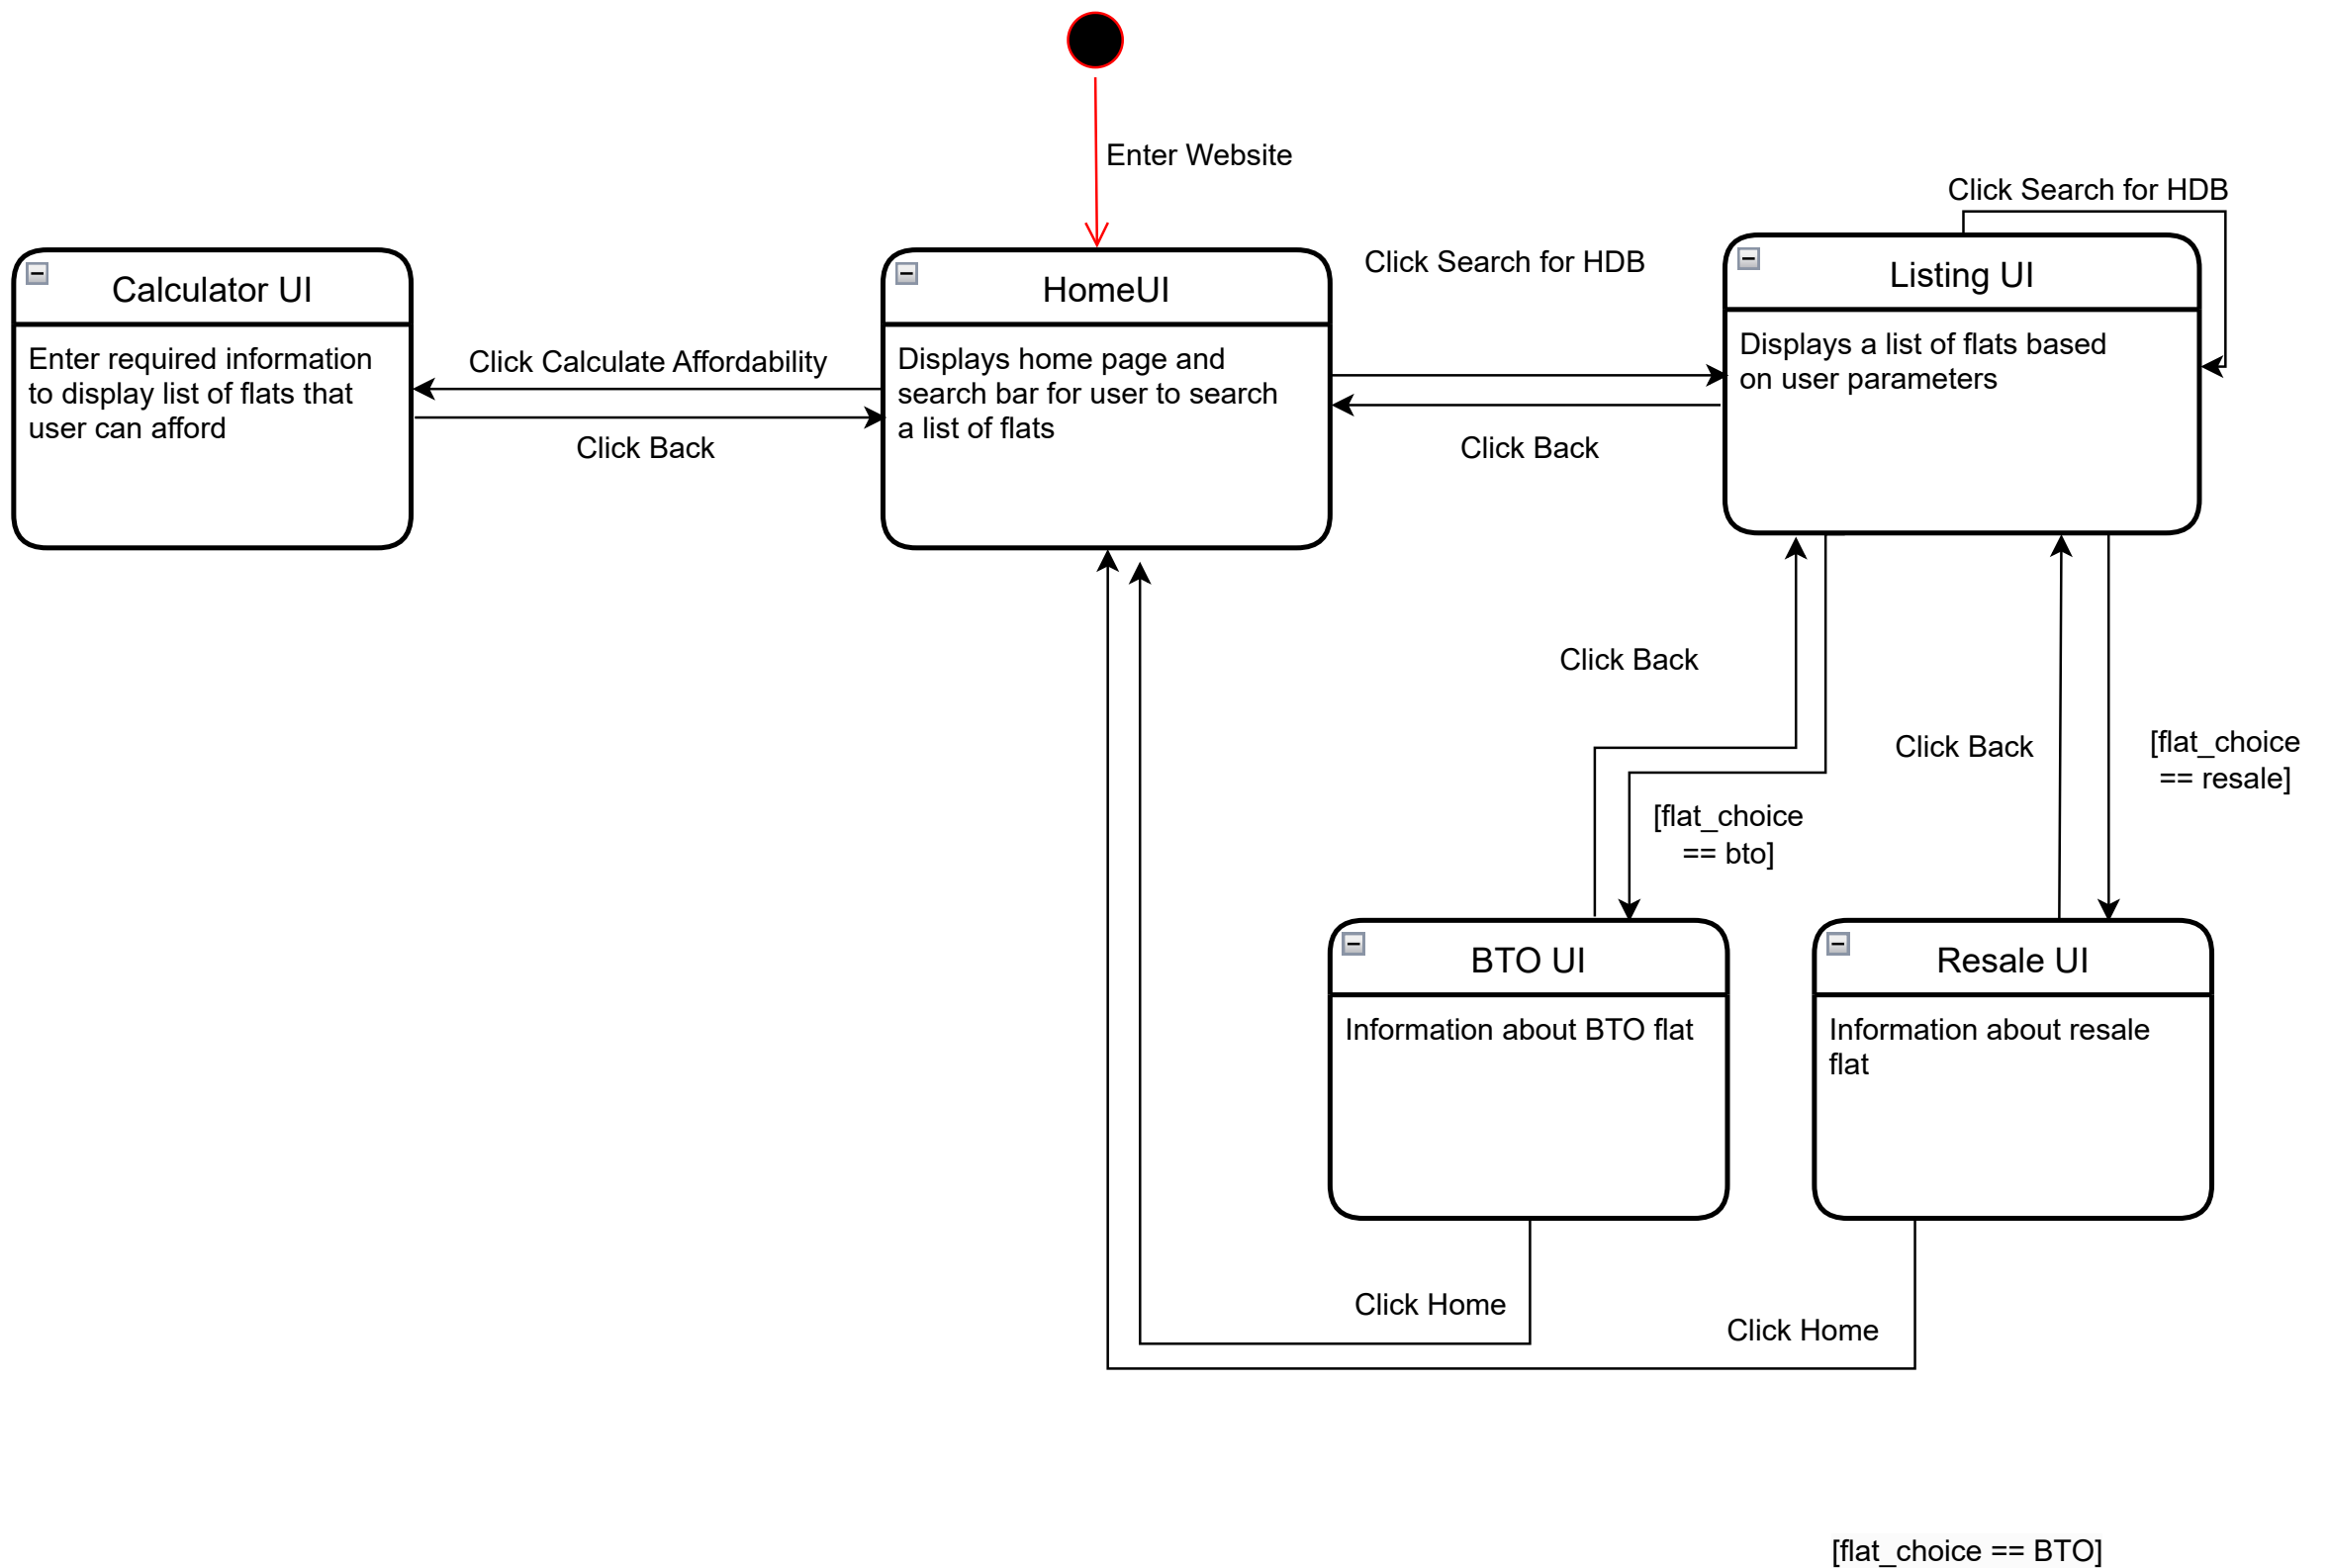 Enter Website
Click Search for HDB
Calculator UI
Enter required information
to display list of flats that
user can afford
Click Calculate Affordability
Click Back
HomeUI
Displays home page and
search bar for user to search
a list of flats
Click Search for HDB
Click Back
Listing UI
Displays a list of flats based
on user parameters
Click Back
[flat_choice
== bto]
Click Back
[flat_choice
== resale]
BTO UI
Information about BTO flat
Resale UI
Information about resale
flat
Click Home
Click Home
[flat_choice == BTO]